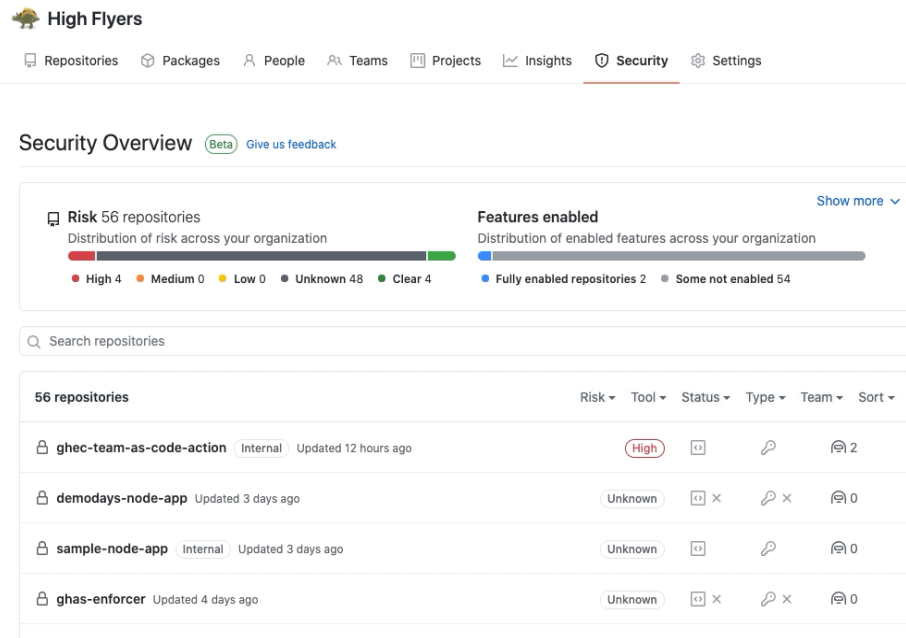 High Flyers
Repositories Packages People Teams Projects Insights Security Settings
Security Overview Beta Give us feedback
Show more
Risk 56 repositories
Distribution of risk across your organization
High 4 Medium 0 Low 0 Unknown 48 Clear 4
Features enabled
Distribution of enabled features across your organization
Fully enabled repositories 2 Some not enabled 54
Search repositories
56 repositories Risk Tool Status Type Team Sort
ghec-team-as-code-action Internal Updated 12 hours ago High 2
demodays-node-app Updated 3 days ago Unknown 0
sample-node-app Internal Updated 3 days ago Unknown 0
ghas-enforcer Updated 4 days ago Unknown 0